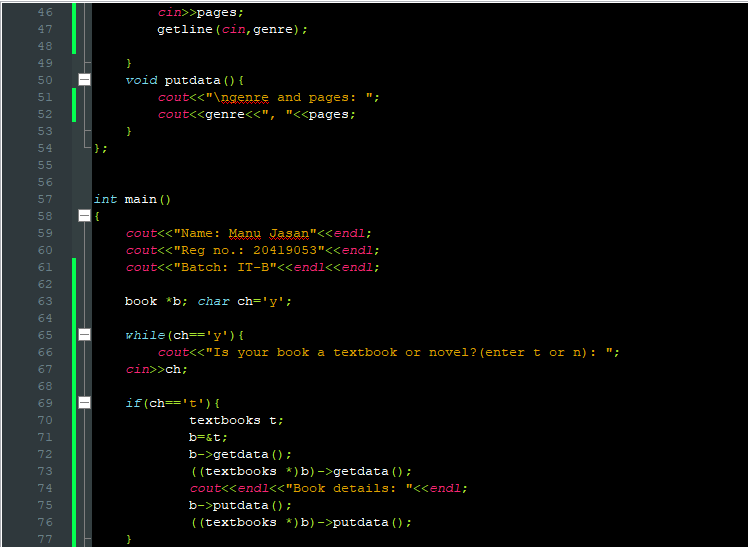 46 cin>>pages;
47 getline(cin,genre);
48
49 }
50 void putdata(){
51 cout<<"\ngenre and pages: ";
52 cout<<genre<<", "<<pages;
53 }
54 };
55
56
57 int main()
58 {
59 cout<<"Name: Manu Jasan"<<endl;
60 cout<<"Reg no.: 20419053"<<endl;
61 cout<<"Batch: IT-B"<<endl<<endl;
62
63 book *b; char ch='y';
64
65 while(ch=='y'){
66 cout<<"Is your book a textbook or novel?(enter t or n): ";
67 cin>>ch;
68
69 if(ch=='t'){
70 textbooks t;
71 b=&t;
72 b->getdata();
73 ((textbooks *)b)->getdata();
74 cout<<endl<<"Book details: "<<endl;
75 b->putdata();
76 ((textbooks *)b)->putdata();
77 }